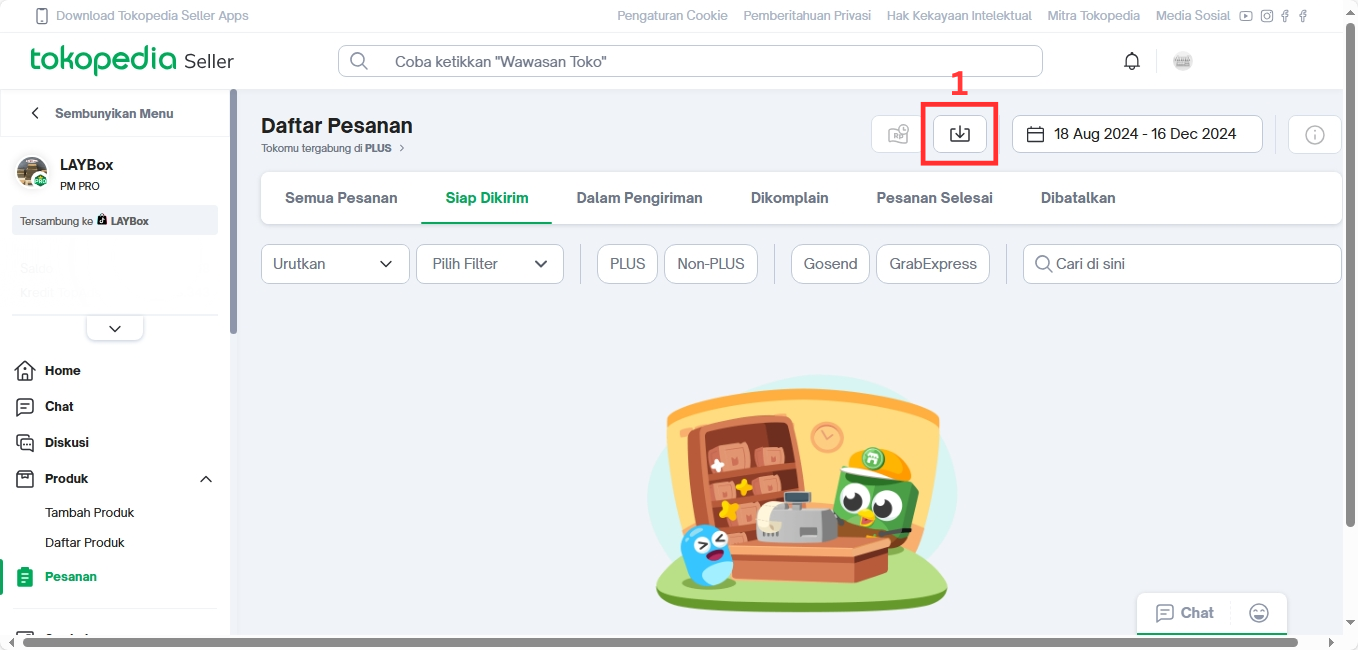 Download Tokopedia Seller Apps
Pengaturan Cookie Pemberitahuan Privasi Hak Kekayaan Intelektual Mitra Tokopedia Media Sosial
tokopedia Seller
Coba ketikkan "Wawasan Toko"
1
Sembunyikan Menu
Daftar Pesanan
18 Aug 2024 - 16 Dec 2024
Tokomu tergabung di PLUS
LAYBox
PM PRO
Semua Pesanan Siap Dikirim Dalam Pengiriman Dikomplain Pesanan Selesai Dibatalkan
Tersambung ke LAYBox
Urutkan Pilih Filter PLUS Non-PLUS Gosend GrabExpress Cari di sini
Home
Chat
Diskusi
Produk
Tambah Produk
Daftar Produk
Pesanan
Chat